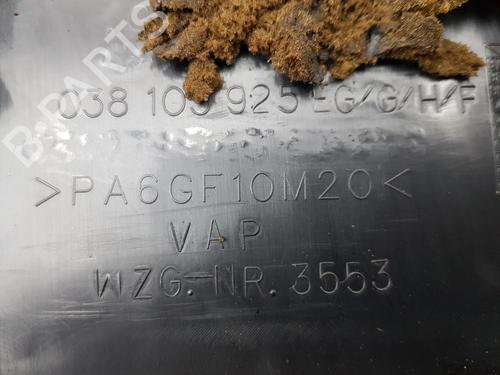 B-PARTS
038 103 925 EG/G/H/F
>PA6GF10M20<
VAP
WZG.-NR. 3553